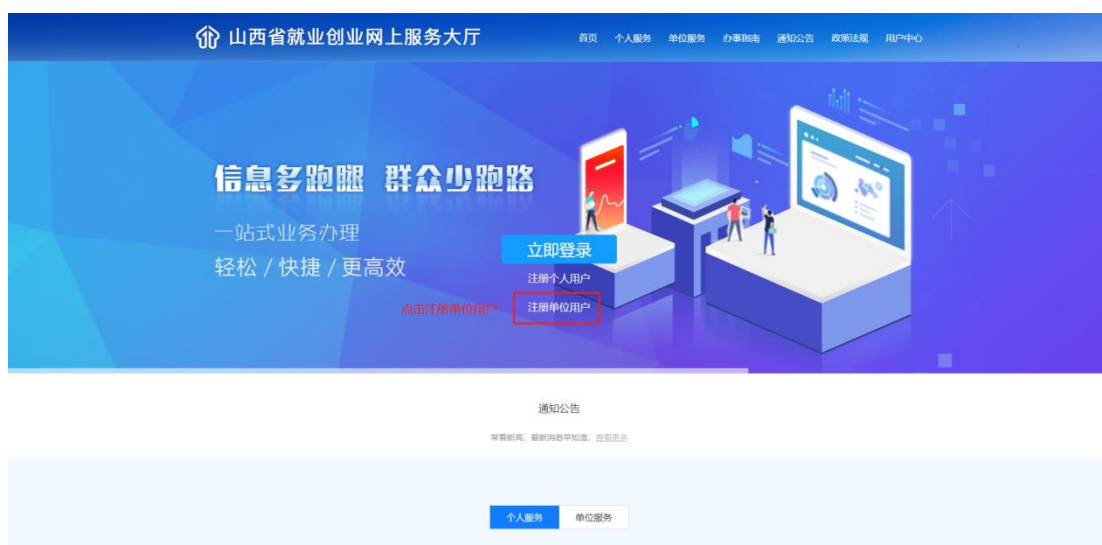 山西省就业创业网上服务大厅
首页 个人服务 单位服务 办事指南 通知公告 政策法规 用户中心
信息多跑腿 群众少跑路
一站式业务办理
轻松 / 快捷 / 更高效
立即登录
注册个人用户
点击注册单位用户 注册单位用户
通知公告
常看新闻，最新消息早知道，查看更多
个人服务 单位服务